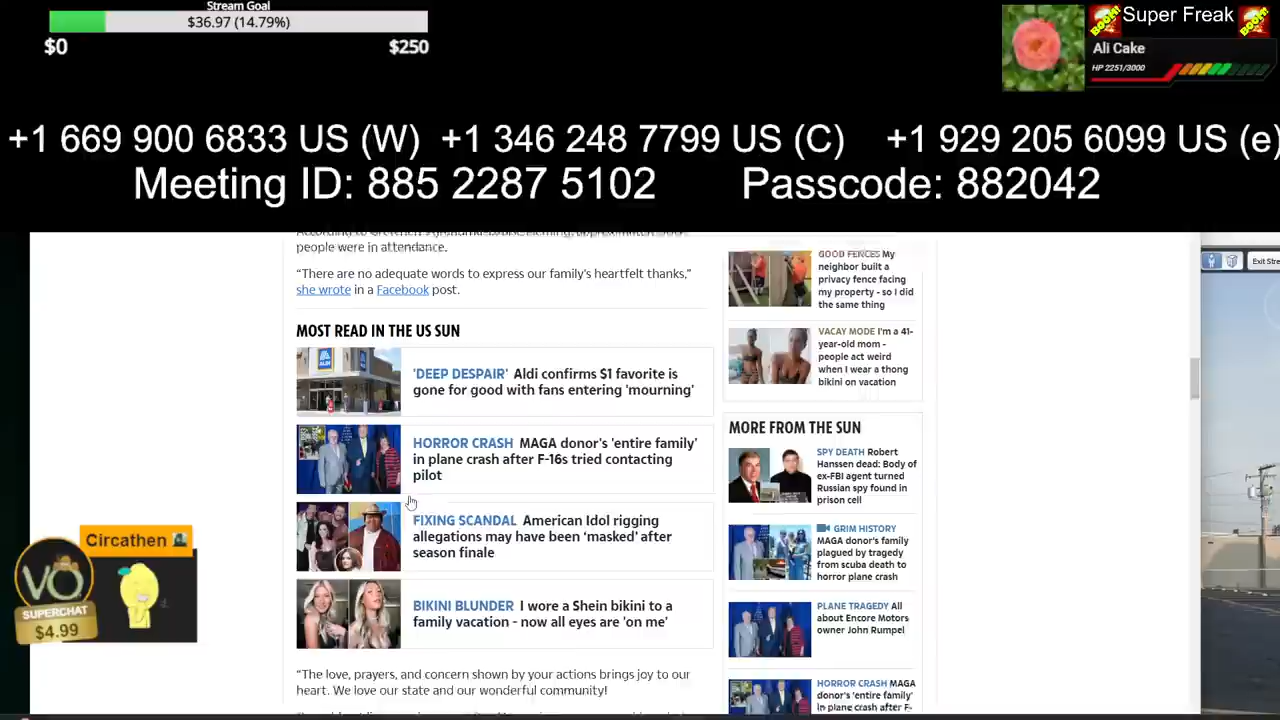 Stream Goal
$36.97 (14.79%)
$0
$250
Super Freak
Ali Cake
HP 2251/3000
+1 669 900 6833 US (W) +1 346 248 7799 US (C) +1 929 205 6099 US (e)
Meeting ID: 885 2287 5102 Passcode: 882042
people were in attendance.
“There are no adequate words to express our family's heartfelt thanks,”
she wrote in a Facebook post.
MOST READ IN THE US SUN
ALDI
'DEEP DESPAIR' Aldi confirms $1 favorite is
gone for good with fans entering 'mourning'
HORROR CRASH MAGA donor's 'entire family'
in plane crash after F-16s tried contacting
pilot
FIXING SCANDAL American Idol rigging
allegations may have been ‘masked’ after
season finale
BIKINI BLUNDER I wore a Shein bikini to a
family vacation - now all eyes are 'on me'
“The love, prayers, and concern shown by your actions brings joy to our
heart. We love our state and our wonderful community!
GOOD FENCES My
neighbor built a
privacy fence facing
my property - so I did
the same thing
VACAY MODE I'm a 41-
year-old mom -
people act weird
when I wear a thong
bikini on vacation
MORE FROM THE SUN
SPY DEATH Robert
Hanssen dead: Body of
ex-FBI agent turned
Russian spy found in
prison cell
GRIM HISTORY
MAGA donor's family
plagued by tragedy
from scuba death to
horror plane crash
PLANE TRAGEDY All
about Encore Motors
owner John Rumpel
HORROR CRASH MAGA
donor's 'entire family'
in plane crash after F-
Exit Stre
Circathen
VO
SUPERCHAT
$4.99